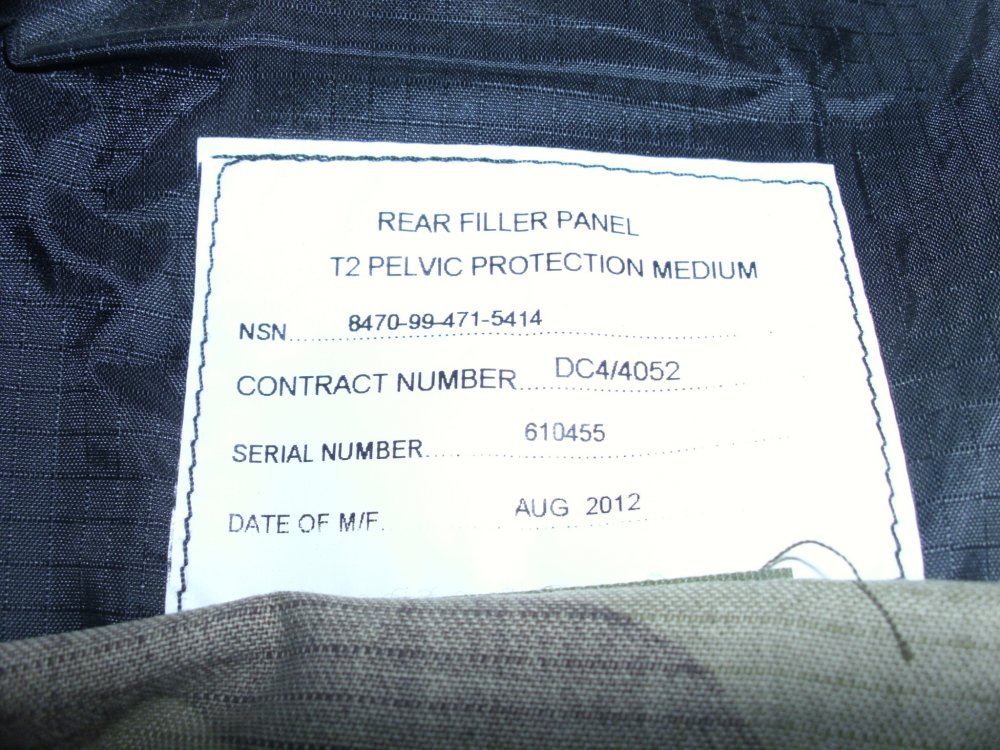 REAR FILLER PANEL
T2 PELVIC PROTECTION MEDIUM
NSN 8470-99-471-5414
CONTRACT NUMBER DC4/4052
SERIAL NUMBER 610455
DATE OF M/F. AUG 2012